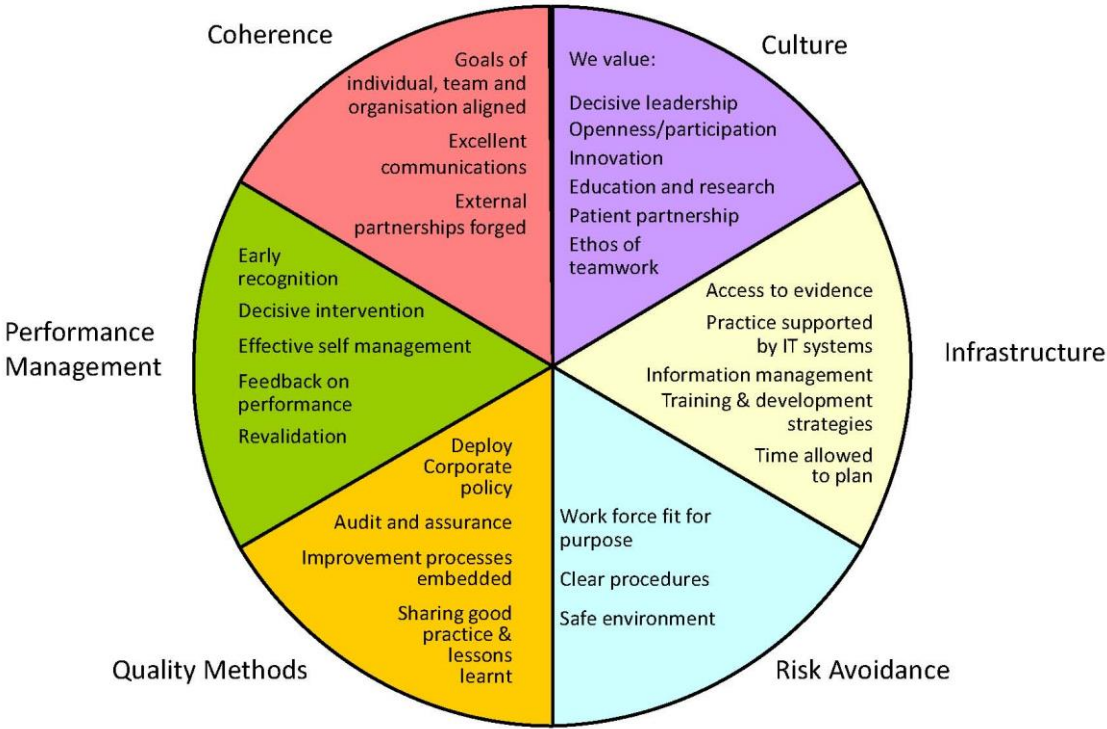 Coherence
Goals of
individual, team and
organisation aligned
Excellent
communications
External
partnerships forged
Culture
We value:
Decisive leadership
Openness/participation
Innovation
Education and research
Patient partnership
Ethos of
teamwork
Infrastructure
Access to evidence
Practice supported
by IT systems
Information management
Training & development
strategies
Time allowed
to plan
Risk Avoidance
Work force fit for
purpose
Clear procedures
Safe environment
Quality Methods
Deploy
Corporate
policy
Audit and assurance
Improvement processes
embedded
Sharing good
practice &
lessons
learnt
Performance
Management
Early
recognition
Decisive intervention
Effective self management
Feedback on
performance
Revalidation